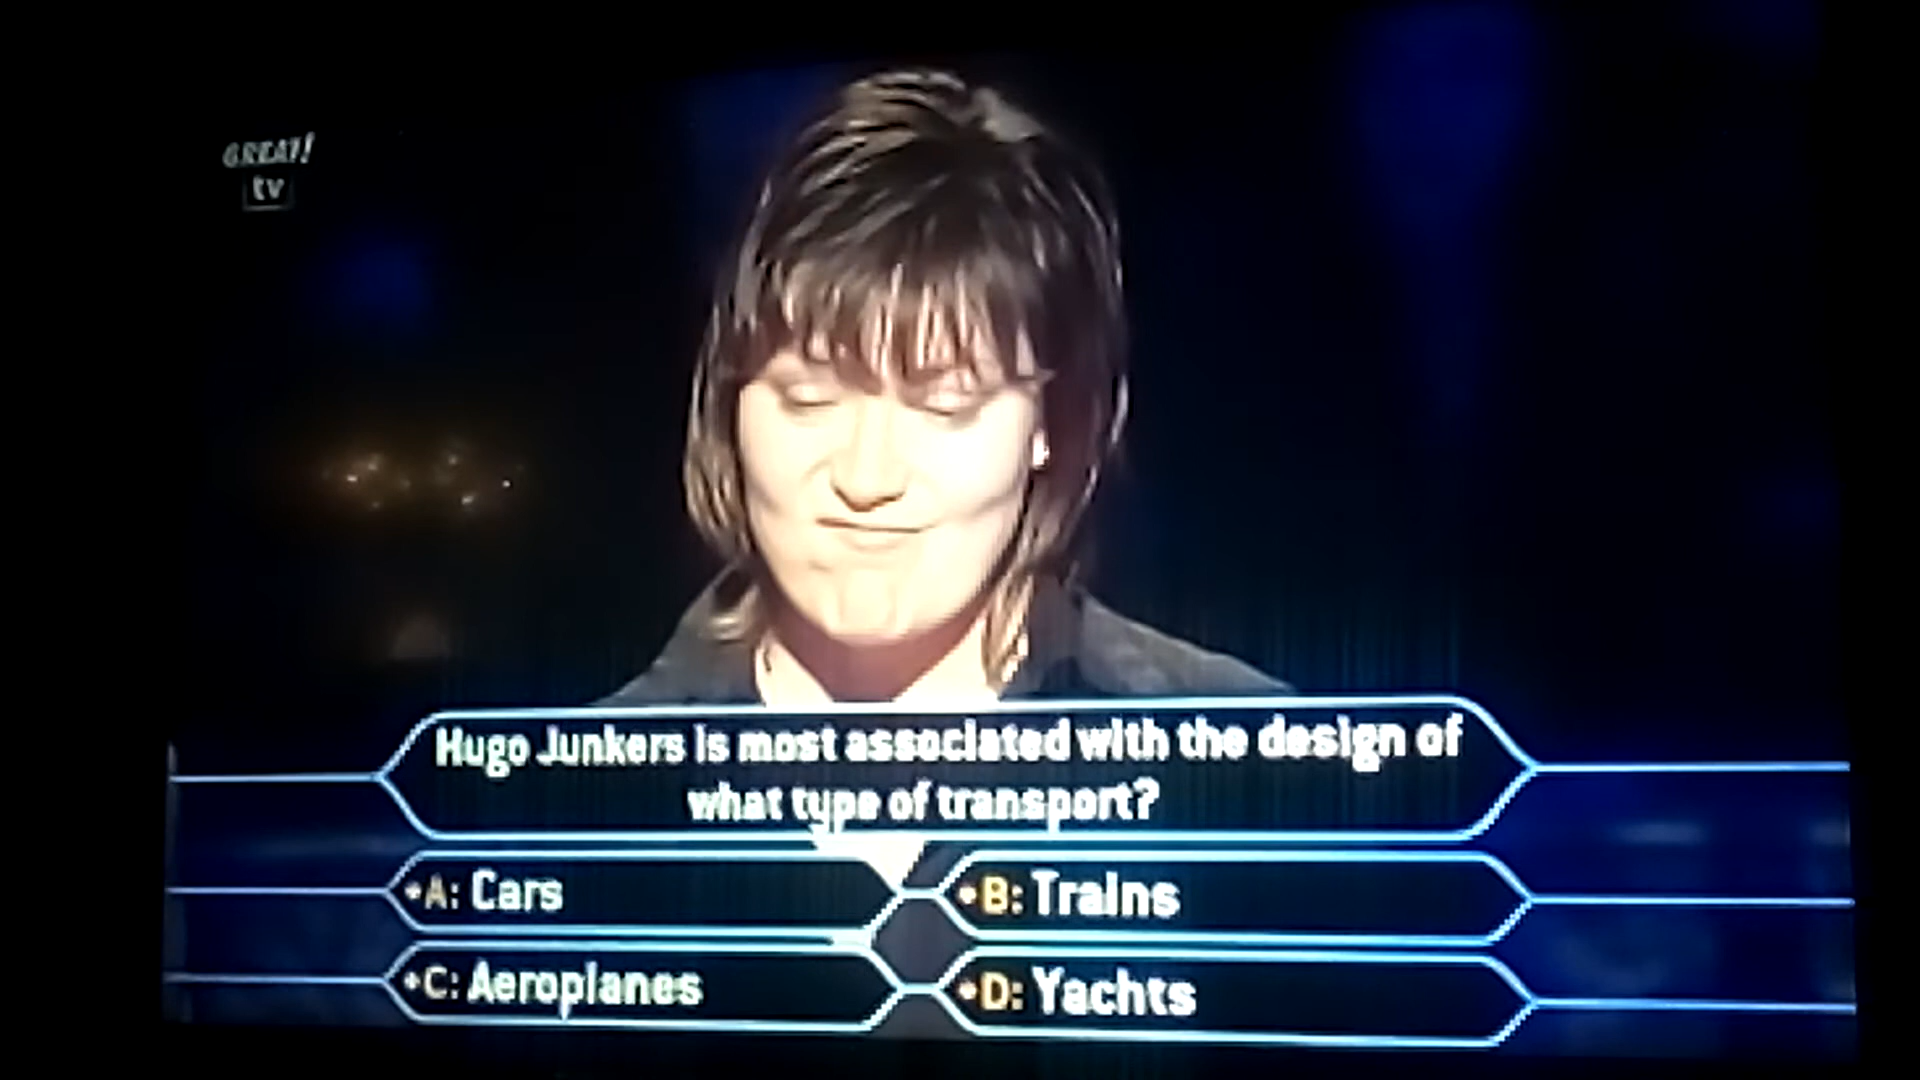 GREAT!
tv
Hugo Junkers is most associated with the design of
what type of transport?
A: Cars
B: Trains
C: Aeroplanes
D: Yachts